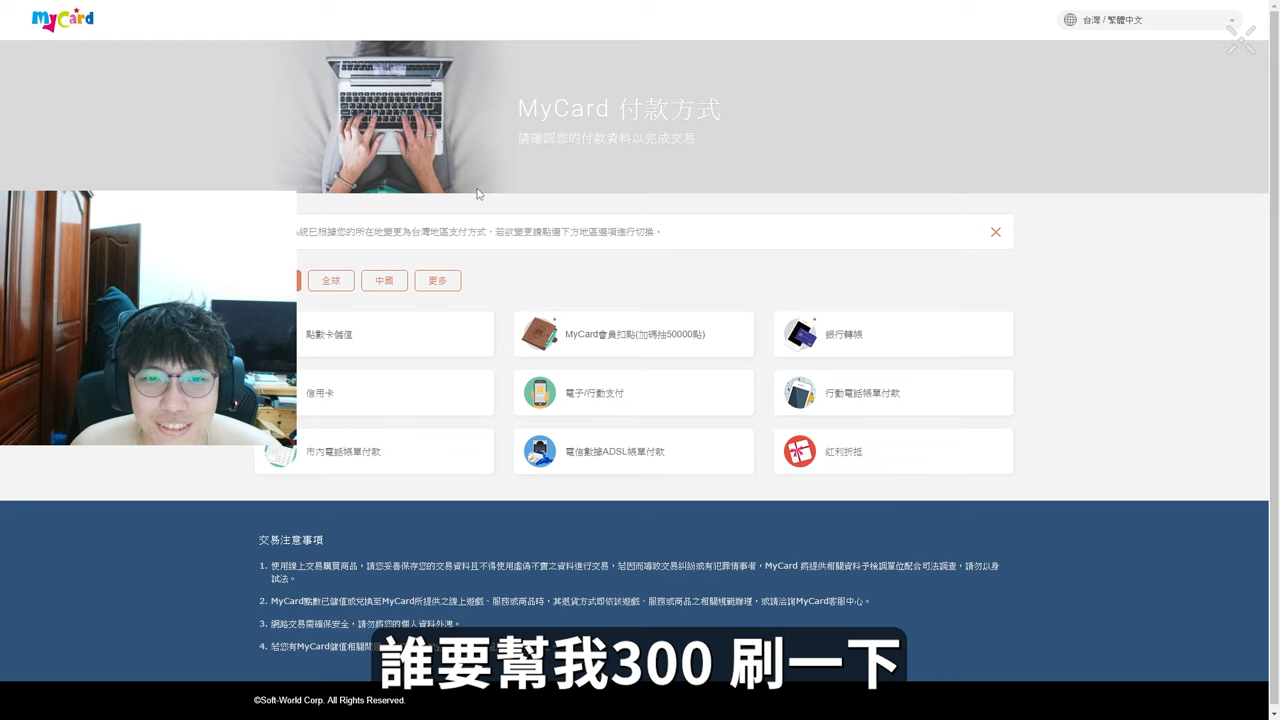 MyCard
台灣 / 繁體中文
MyCard 付款方式
請確認您的付款資料以完成交易
統已根據您的所在地變更為台灣地區支付方式，若欲變更請點選下方地區選項進行切換。
全球
中國
更多
點數卡儲值
MyCard會員扣點(加碼抽50000點)
銀行轉帳
信用卡
電子/行動支付
行動電話帳單付款
市內電話帳單付款
電信數據ADSL帳單付款
紅利折抵
交易注意事項
1. 使用線上交易購買商品，請您妥善保存您的交易資料且不得使用虛偽不實之資料進行交易，若因而導致交易糾紛或有犯罪情事者，MyCard 將提供相關資料予檢調單位配合司法調查，請勿以身
試法。
2. MyCard點數已儲值或兌換至MyCard所提供之線上遊戲、服務或商品時，其退貨方式即依該遊戲、服務或商品之相關規範辦理，或請洽詢MyCard客服中心。
3. 網路交易需確保安全，請勿將您的個人資料外洩。
4. 若您有MyCard儲值相關問
誰要幫我300 刷一下
©Soft-World Corp. All Rights Reserved.